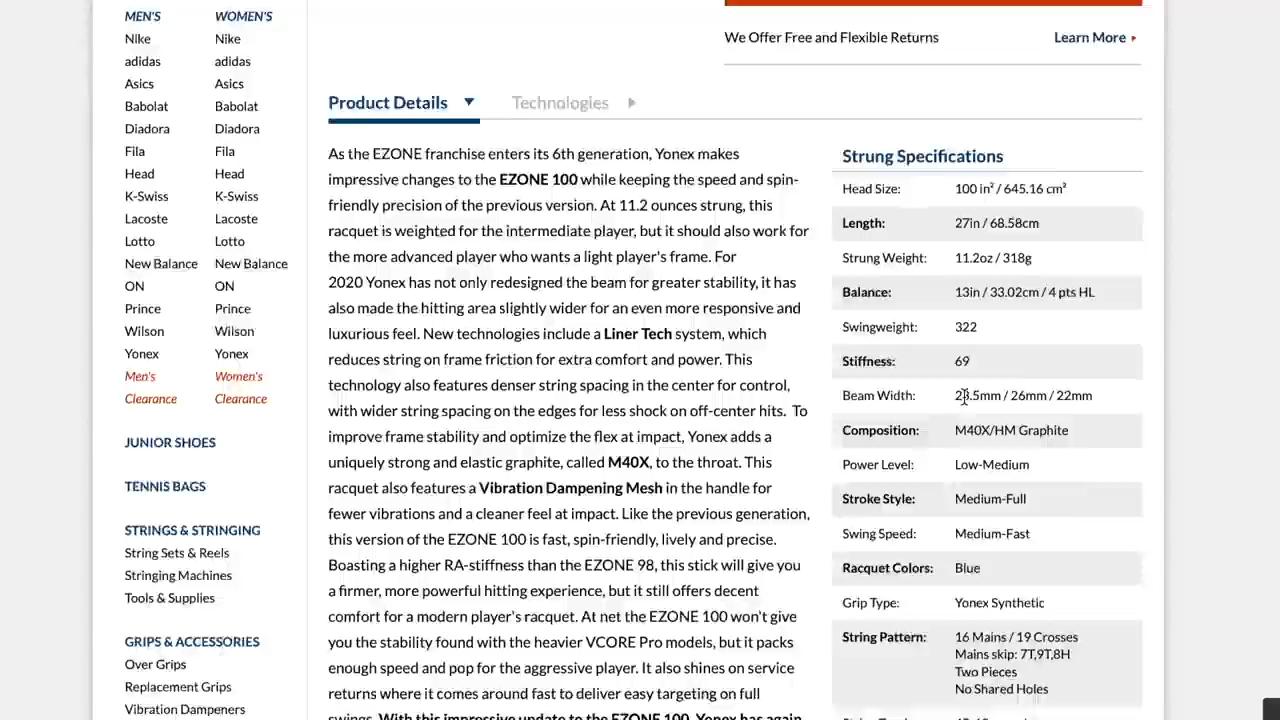 MEN'S WOMEN'S
Nike Nike
adidas adidas
Asics Asics
Babolat Babolat
Diadora Diadora
Fila Fila
Head Head
K-Swiss K-Swiss
Lacoste Lacoste
Lotto Lotto
New Balance New Balance
ON ON
Prince Prince
Wilson Wilson
Yonex Yonex
Men's Women's
Clearance Clearance
JUNIOR SHOES
TENNIS BAGS
STRINGS & STRINGING
String Sets & Reels
Stringing Machines
Tools & Supplies
GRIPS & ACCESSORIES
Over Grips
Replacement Grips
Vibration Dampeners
We Offer Free and Flexible Returns Learn More
Product Details Technologies
As the EZONE franchise enters its 6th generation, Yonex makes
impressive changes to the EZONE 100 while keeping the speed and spin-
friendly precision of the previous version. At 11.2 ounces strung, this
racquet is weighted for the intermediate player, but it should also work for
the more advanced player who wants a light player's frame. For
2020 Yonex has not only redesigned the beam for greater stability, it has
also made the hitting area slightly wider for an even more responsive and
luxurious feel. New technologies include a Liner Tech system, which
reduces string on frame friction for extra comfort and power. This
technology also features denser string spacing in the center for control,
with wider string spacing on the edges for less shock on off-center hits. To
improve frame stability and optimize the flex at impact, Yonex adds a
uniquely strong and elastic graphite, called M40X, to the throat. This
racquet also features a Vibration Dampening Mesh in the handle for
fewer vibrations and a cleaner feel at impact. Like the previous generation,
this version of the EZONE 100 is fast, spin-friendly, lively and precise.
Boasting a higher RA-stiffness than the EZONE 98, this stick will give you
a firmer, more powerful hitting experience, but it still offers decent
comfort for a modern player's racquet. At net the EZONE 100 won't give
you the stability found with the heavier VCORE Pro models, but it packs
enough speed and pop for the aggressive player. It also shines on service
returns where it comes around fast to deliver easy targeting on full
swings. With this impressive update to the EZONE 100, Yonex has again
Strung Specifications
Head Size: 100 in² / 645.16 cm²
Length: 27in / 68.58cm
Strung Weight: 11.2oz / 318g
Balance: 13in / 33.02cm / 4 pts HL
Swingweight: 322
Stiffness: 69
Beam Width: 23.5mm / 26mm / 22mm
Composition: M40X/HM Graphite
Power Level: Low-Medium
Stroke Style: Medium-Full
Swing Speed: Medium-Fast
Racquet Colors: Blue
Grip Type: Yonex Synthetic
String Pattern: 16 Mains / 19 Crosses
Mains skip: 7T,9T,8H
Two Pieces
No Shared Holes